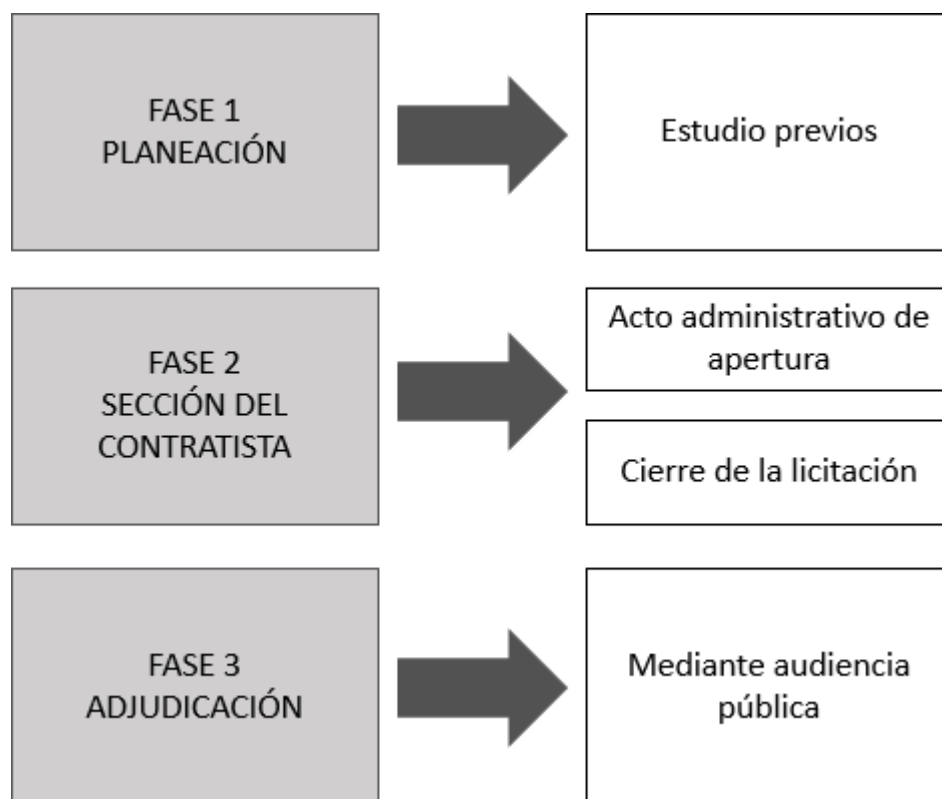 FASE 1
PLANEACIÓN
Estudio previos
FASE 2
SECCIÓN DEL
CONTRATISTA
Acto administrativo de
apertura
Cierre de la licitación
FASE 3
ADJUDICACIÓN
Mediante audiencia
pública